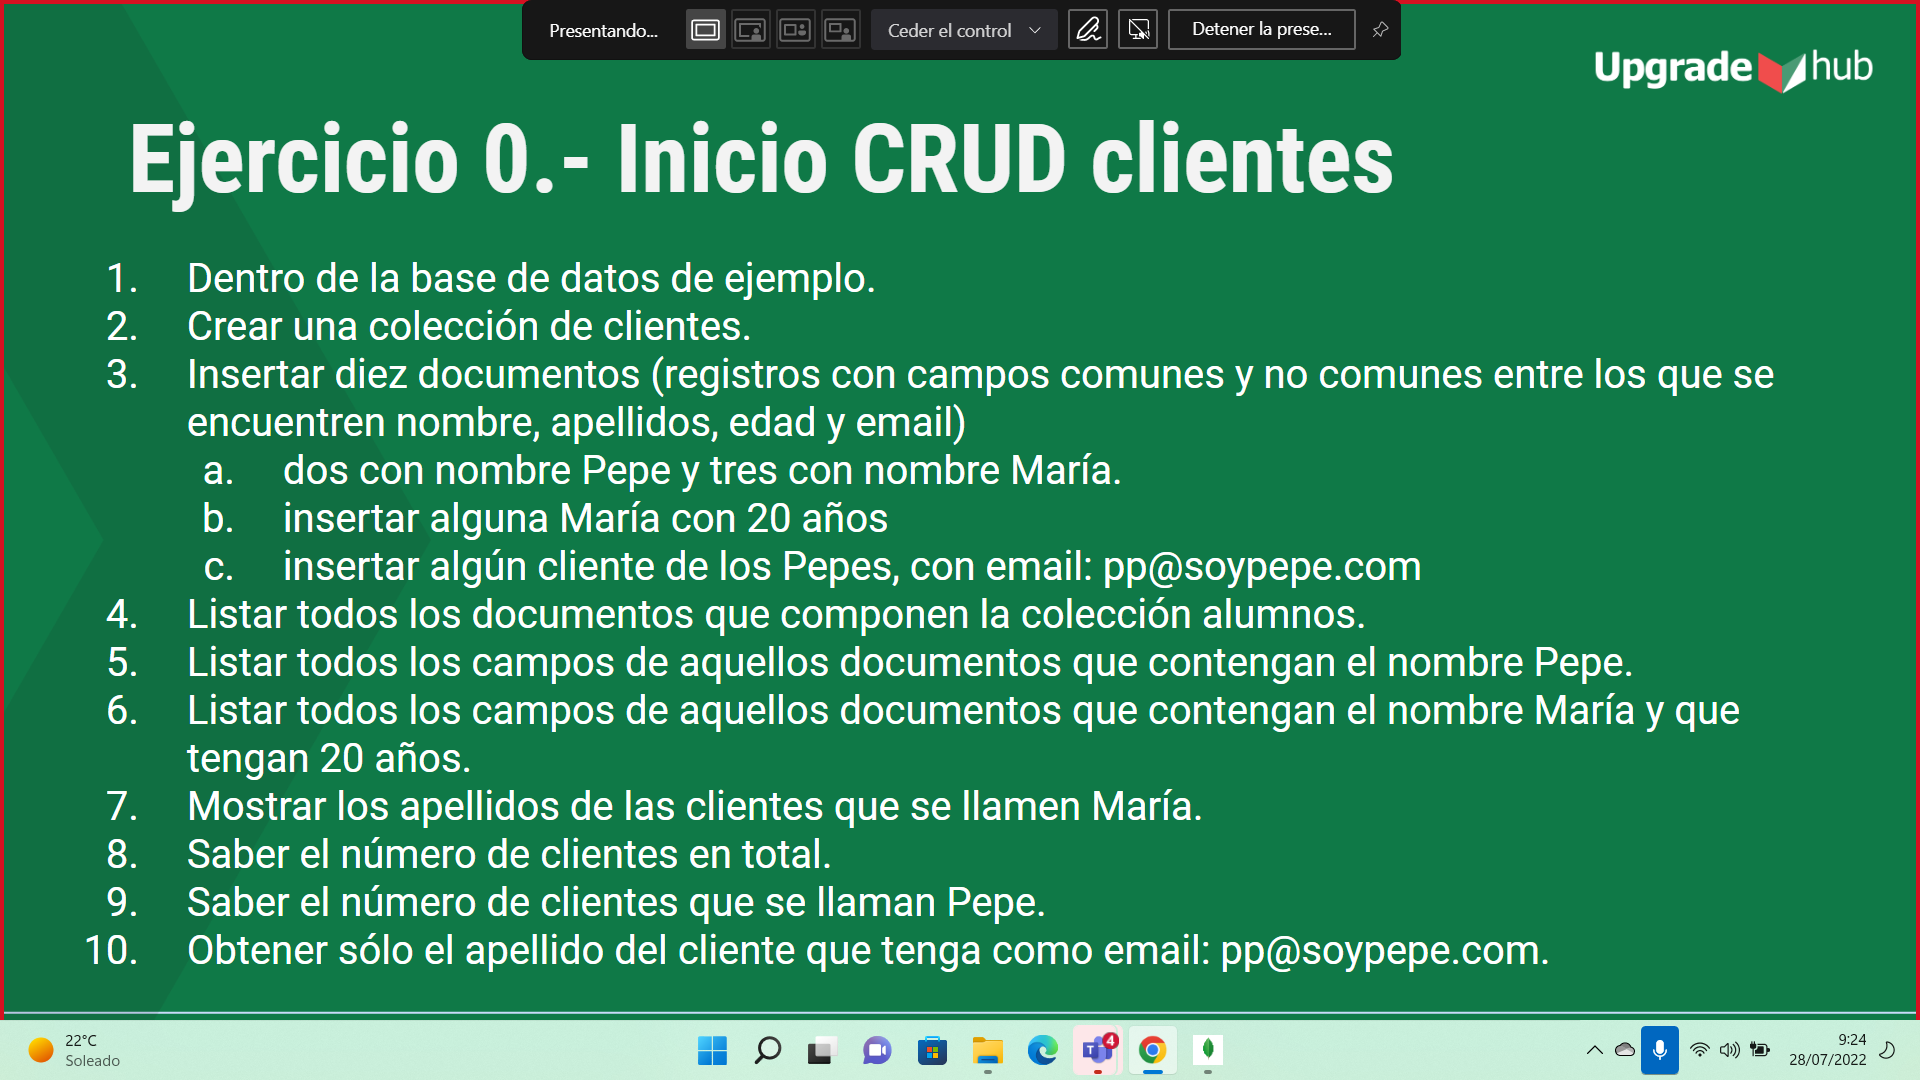 Presentando...
Ceder el control
Detener la prese...
Upgrade hub
Ejercicio 0.- Inicio CRUD clientes
1. Dentro de la base de datos de ejemplo.
2. Crear una colección de clientes.
3. Insertar diez documentos (registros con campos comunes y no comunes entre los que se
encuentren nombre, apellidos, edad y email)
a. dos con nombre Pepe y tres con nombre María.
b. insertar alguna María con 20 años
c. insertar algún cliente de los Pepes, con email: pp@soypepe.com
4. Listar todos los documentos que componen la colección alumnos.
5. Listar todos los campos de aquellos documentos que contengan el nombre Pepe.
6. Listar todos los campos de aquellos documentos que contengan el nombre María y que
tengan 20 años.
7. Mostrar los apellidos de las clientes que se llamen María.
8. Saber el número de clientes en total.
9. Saber el número de clientes que se llaman Pepe.
10. Obtener sólo el apellido del cliente que tenga como email: pp@soypepe.com.
22°C
Soleado
T
4
9:24
28/07/2022